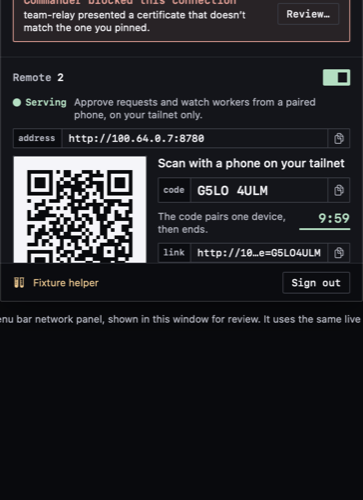 Commander blocked this connection
team-relay presented a certificate that doesn't
match the one you pinned.
Review…
Remote 2
Serving
Approve requests and watch workers from a paired
phone, on your tailnet only.
address http://100.64.0.7:8780
Scan with a phone on your tailnet
code G5LO 4ULM
The code pairs one device,
then ends.
9:59
link http://10…e=G5LO4ULM
Fixture helper
Sign out
enu bar network panel, shown in this window for review. It uses the same live